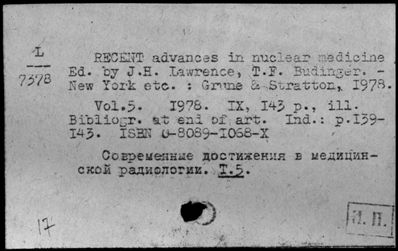 L
7378
RECENT advances in nuclear medicine
Ed. by J.H. Lawrence, T.F. Budinger. -
New York etc. : Grune & Stratton, 1978.
Vol.5. 1978. IX, 143 p., ill.
Bibliogr. at end of art. Ind.: p.139-
143. ISBN 0-8089-1068-X
Современные достижения в медицин-
ской радиологии. Т.5.
17
И. П.